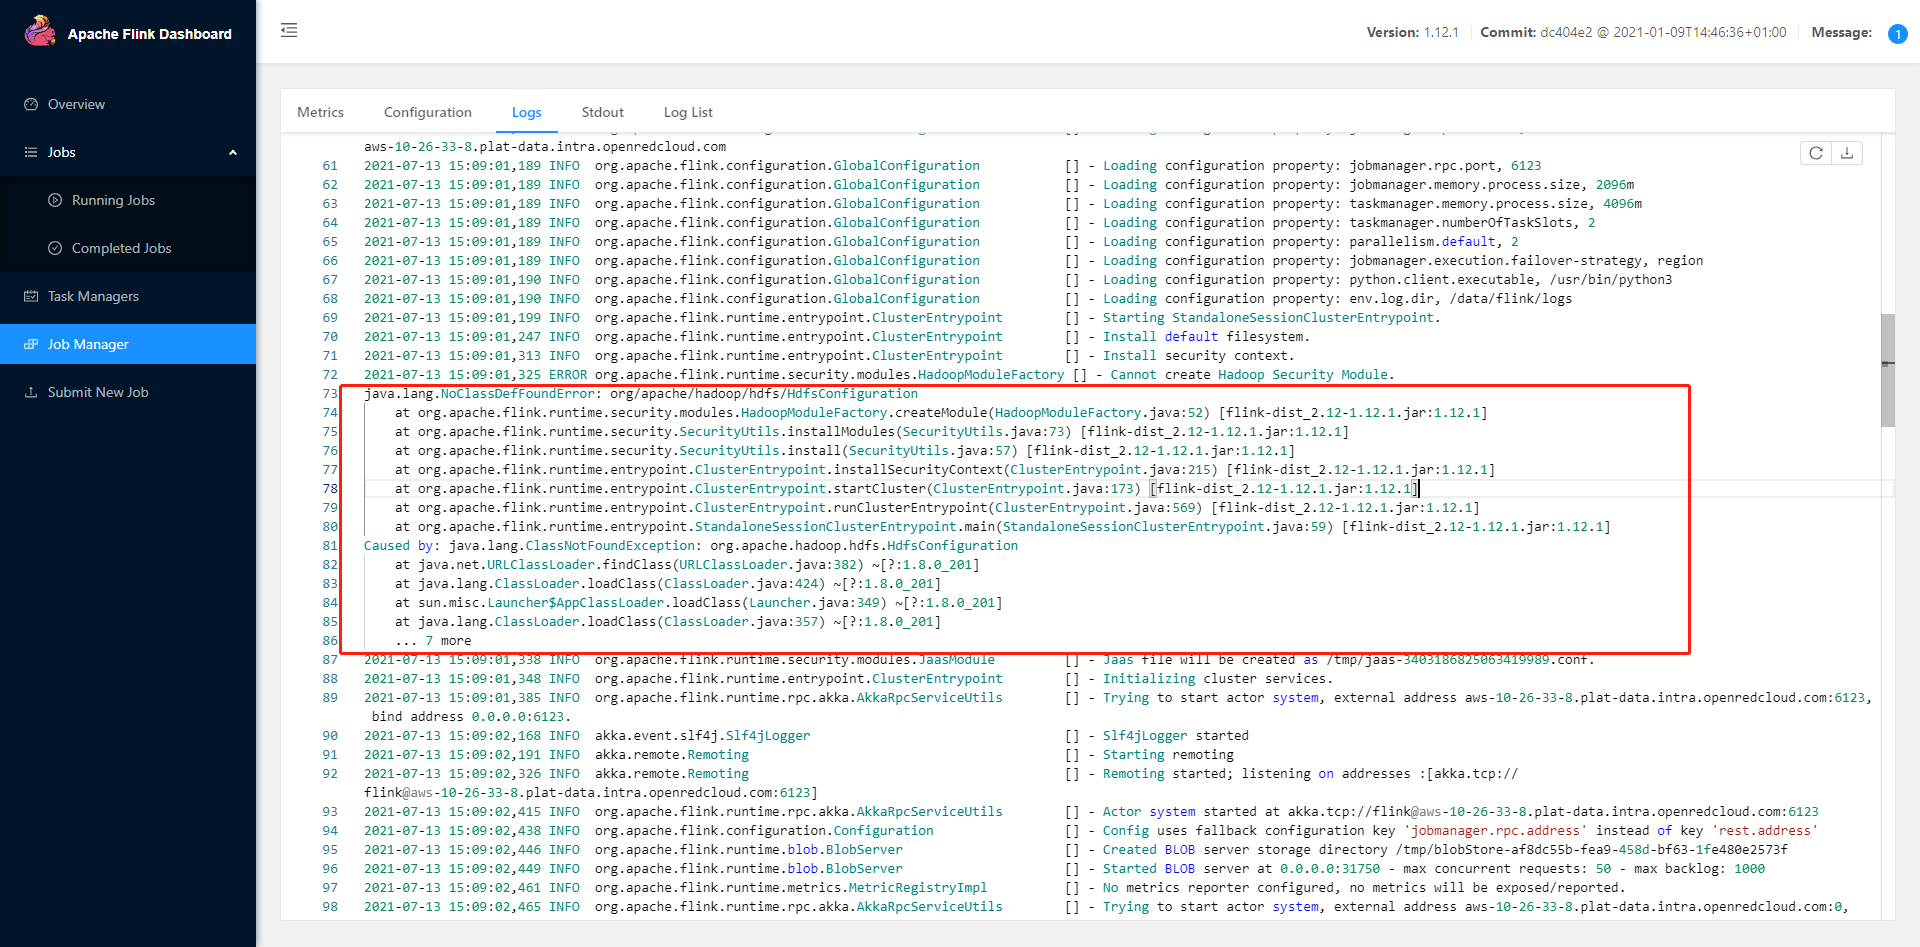 Apache Flink Dashboard
Version: 1.12.1 Commit: dc404e2 @ 2021-01-09T14:46:36+01:00 Message: 1
Overview
Jobs
Running Jobs
Completed Jobs
Task Managers
Job Manager
Submit New Job
Metrics Configuration Logs Stdout Log List
aws-10-26-33-8.plat-data.intra.openredcloud.com
61 2021-07-13 15:09:01,189 INFO org.apache.flink.configuration.GlobalConfiguration [] - Loading configuration property: jobmanager.rpc.port, 6123
62 2021-07-13 15:09:01,189 INFO org.apache.flink.configuration.GlobalConfiguration [] - Loading configuration property: jobmanager.memory.process.size, 2096m
63 2021-07-13 15:09:01,189 INFO org.apache.flink.configuration.GlobalConfiguration [] - Loading configuration property: taskmanager.memory.process.size, 4096m
64 2021-07-13 15:09:01,189 INFO org.apache.flink.configuration.GlobalConfiguration [] - Loading configuration property: taskmanager.numberOfTaskSlots, 2
65 2021-07-13 15:09:01,189 INFO org.apache.flink.configuration.GlobalConfiguration [] - Loading configuration property: parallelism.default, 2
66 2021-07-13 15:09:01,189 INFO org.apache.flink.configuration.GlobalConfiguration [] - Loading configuration property: jobmanager.execution.failover-strategy, region
67 2021-07-13 15:09:01,190 INFO org.apache.flink.configuration.GlobalConfiguration [] - Loading configuration property: python.client.executable, /usr/bin/python3
68 2021-07-13 15:09:01,190 INFO org.apache.flink.configuration.GlobalConfiguration [] - Loading configuration property: env.log.dir, /data/flink/logs
69 2021-07-13 15:09:01,199 INFO org.apache.flink.runtime.entrypoint.ClusterEntrypoint [] - Starting StandaloneSessionClusterEntrypoint.
70 2021-07-13 15:09:01,247 INFO org.apache.flink.runtime.entrypoint.ClusterEntrypoint [] - Install default filesystem.
71 2021-07-13 15:09:01,313 INFO org.apache.flink.runtime.entrypoint.ClusterEntrypoint [] - Install security context.
72 2021-07-13 15:09:01,325 ERROR org.apache.flink.runtime.security.modules.HadoopModuleFactory [] - Cannot create Hadoop Security Module.
73 java.lang.NoClassDefFoundError: org/apache/hadoop/hdfs/HdfsConfiguration
74 at org.apache.flink.runtime.security.modules.HadoopModuleFactory.createModule(HadoopModuleFactory.java:52) [flink-dist_2.12-1.12.1.jar:1.12.1]
75 at org.apache.flink.runtime.security.SecurityUtils.installModules(SecurityUtils.java:73) [flink-dist_2.12-1.12.1.jar:1.12.1]
76 at org.apache.flink.runtime.security.SecurityUtils.install(SecurityUtils.java:57) [flink-dist_2.12-1.12.1.jar:1.12.1]
77 at org.apache.flink.runtime.entrypoint.ClusterEntrypoint.installSecurityContext(ClusterEntrypoint.java:215) [flink-dist_2.12-1.12.1.jar:1.12.1]
78 at org.apache.flink.runtime.entrypoint.ClusterEntrypoint.startCluster(ClusterEntrypoint.java:173) [flink-dist_2.12-1.12.1.jar:1.12.1]
79 at org.apache.flink.runtime.entrypoint.ClusterEntrypoint.runClusterEntrypoint(ClusterEntrypoint.java:569) [flink-dist_2.12-1.12.1.jar:1.12.1]
80 at org.apache.flink.runtime.entrypoint.StandaloneSessionClusterEntrypoint.main(StandaloneSessionClusterEntrypoint.java:59) [flink-dist_2.12-1.12.1.jar:1.12.1]
81 Caused by: java.lang.ClassNotFoundException: org.apache.hadoop.hdfs.HdfsConfiguration
82 at java.net.URLClassLoader.findClass(URLClassLoader.java:382) ~[?:1.8.0_201]
83 at java.lang.ClassLoader.loadClass(ClassLoader.java:424) ~[?:1.8.0_201]
84 at sun.misc.Launcher$AppClassLoader.loadClass(Launcher.java:349) ~[?:1.8.0_201]
85 at java.lang.ClassLoader.loadClass(ClassLoader.java:357) ~[?:1.8.0_201]
86 ... 7 more
87 2021-07-13 15:09:01,338 INFO org.apache.flink.runtime.security.modules.JaasModule [] - Jaas file will be created as /tmp/jaas-3403186825063419989.conf.
88 2021-07-13 15:09:01,348 INFO org.apache.flink.runtime.entrypoint.ClusterEntrypoint [] - Initializing cluster services.
89 2021-07-13 15:09:01,385 INFO org.apache.flink.runtime.rpc.akka.AkkaRpcServiceUtils [] - Trying to start actor system, external address aws-10-26-33-8.plat-data.intra.openredcloud.com:6123,
bind address 0.0.0.0:6123.
90 2021-07-13 15:09:02,168 INFO akka.event.slf4j.Slf4jLogger [] - Slf4jLogger started
91 2021-07-13 15:09:02,191 INFO akka.remote.Remoting [] - Starting remoting
92 2021-07-13 15:09:02,326 INFO akka.remote.Remoting [] - Remoting started; listening on addresses :[akka.tcp://
flink@aws-10-26-33-8.plat-data.intra.openredcloud.com:6123]
93 2021-07-13 15:09:02,415 INFO org.apache.flink.runtime.rpc.akka.AkkaRpcServiceUtils [] - Actor system started at akka.tcp://flink@aws-10-26-33-8.plat-data.intra.openredcloud.com:6123
94 2021-07-13 15:09:02,438 INFO org.apache.flink.configuration.Configuration [] - Config uses fallback configuration key 'jobmanager.rpc.address' instead of key 'rest.address'
95 2021-07-13 15:09:02,446 INFO org.apache.flink.runtime.blob.BlobServer [] - Created BLOB server storage directory /tmp/blobStore-af8dc55b-fea9-458d-bf63-1fe480e2573f
96 2021-07-13 15:09:02,449 INFO org.apache.flink.runtime.blob.BlobServer [] - Started BLOB server at 0.0.0.0:31750 - max concurrent requests: 50 - max backlog: 1000
97 2021-07-13 15:09:02,461 INFO org.apache.flink.runtime.metrics.MetricRegistryImpl [] - No metrics reporter configured, no metrics will be exposed/reported.
98 2021-07-13 15:09:02,465 INFO org.apache.flink.runtime.rpc.akka.AkkaRpcServiceUtils [] - Trying to start actor system, external address aws-10-26-33-8.plat-data.intra.openredcloud.com:0,